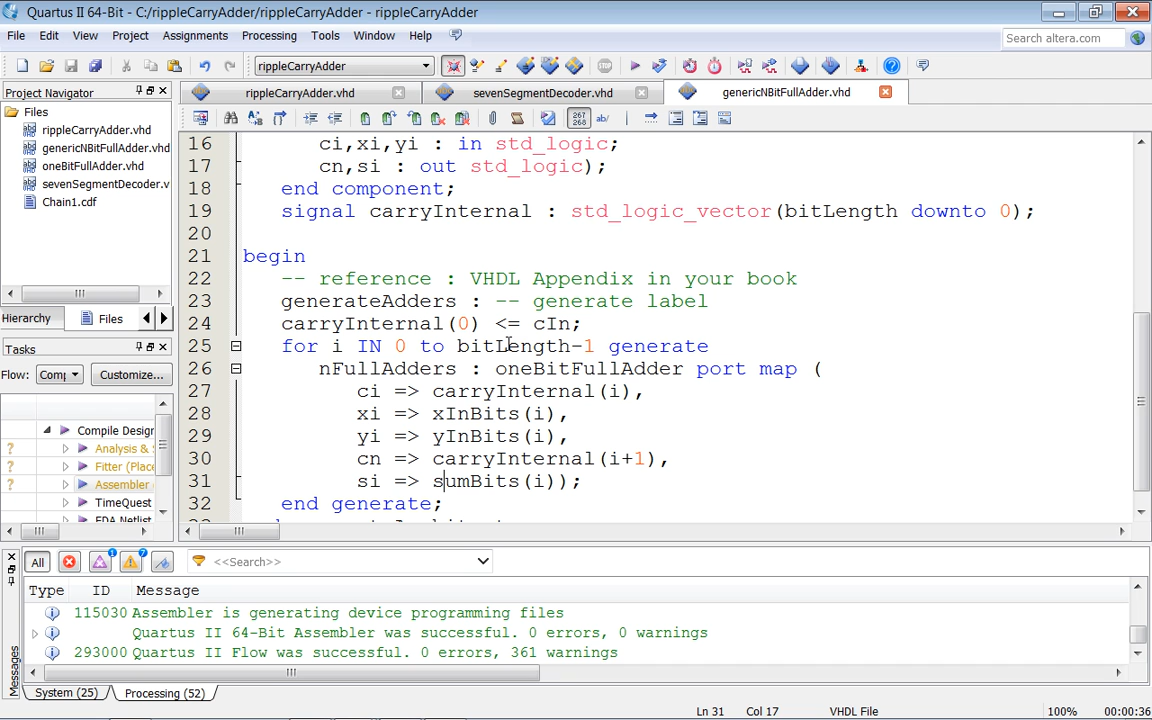 Quartus II 64-Bit - C:/rippleCarryAdder/rippleCarryAdder - rippleCarryAdder
File Edit View Project Assignments Processing Tools Window Help
Search altera.com
rippleCarryAdder
Project Navigator
rippleCarryAdder.vhd
sevenSegmentDecoder.vhd
genericNBitFullAdder.vhd
Files
rippleCarryAdder.vhd
genericNBitFullAdder.vhd
oneBitFullAdder.vhd
sevenSegmentDecoder.v
Chain1.cdf
Hierarchy Files
Tasks
Flow: Comp Customize...
Compile Design
? Analysis & S
? Fitter (Place
? Assembler
TimeQuest
EDA Netlist
267
268
ab/
16 ci,xi,yi : in std_logic;
17 cn,si : out std_logic);
18 end component;
19 signal carryInternal : std_logic_vector(bitLength downto 0);
20
21 begin
22 -- reference : VHDL Appendix in your book
23 generateAdders : -- generate label
24 carryInternal(0) <= cIn;
25 for i IN 0 to bitLength-1 generate
26 nFullAdders : oneBitFullAdder port map (
27 ci => carryInternal(i),
28 xi => xInBits(i),
29 yi => yInBits(i),
30 cn => carryInternal(i+1),
31 si => sumBits(i));
32 end generate;
All
<<Search>>
Type ID Message
115030 Assembler is generating device programming files
Quartus II 64-Bit Assembler was successful. 0 errors, 0 warnings
293000 Quartus II Flow was successful. 0 errors, 361 warnings
Messages
System (25) Processing (52)
Ln 31 Col 17 VHDL File 100% 00:00:36